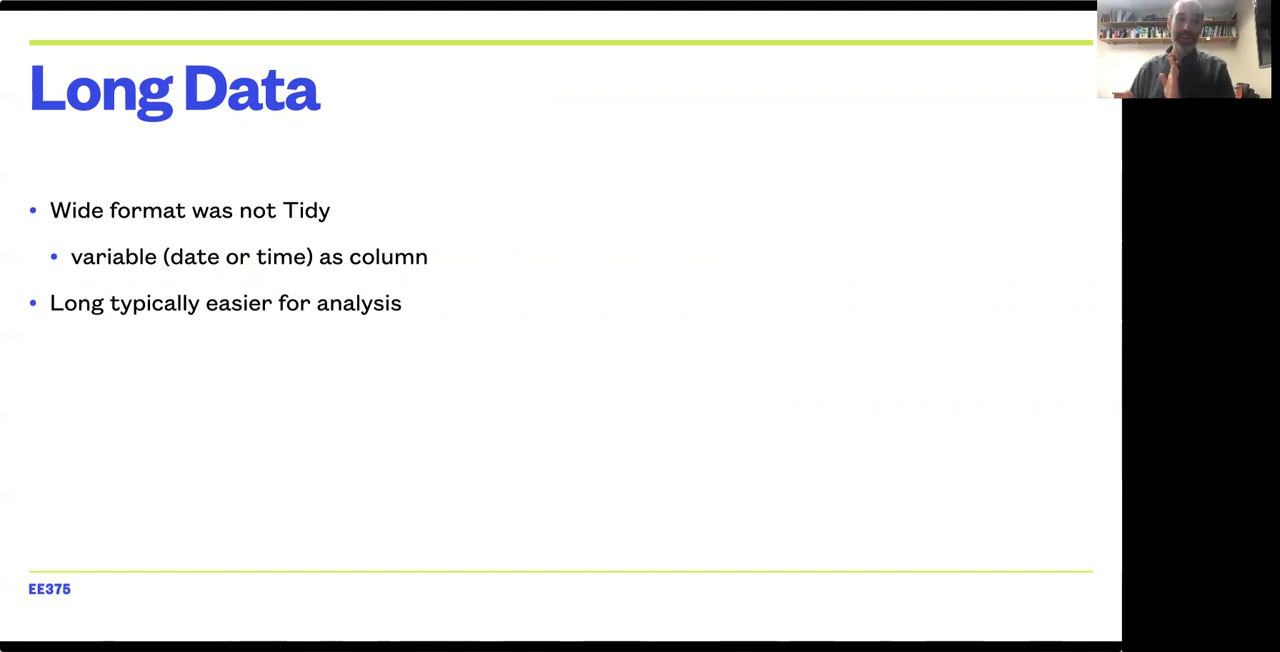 Long Data
• Wide format was not Tidy
• variable (date or time) as column
• Long typically easier for analysis
EE375